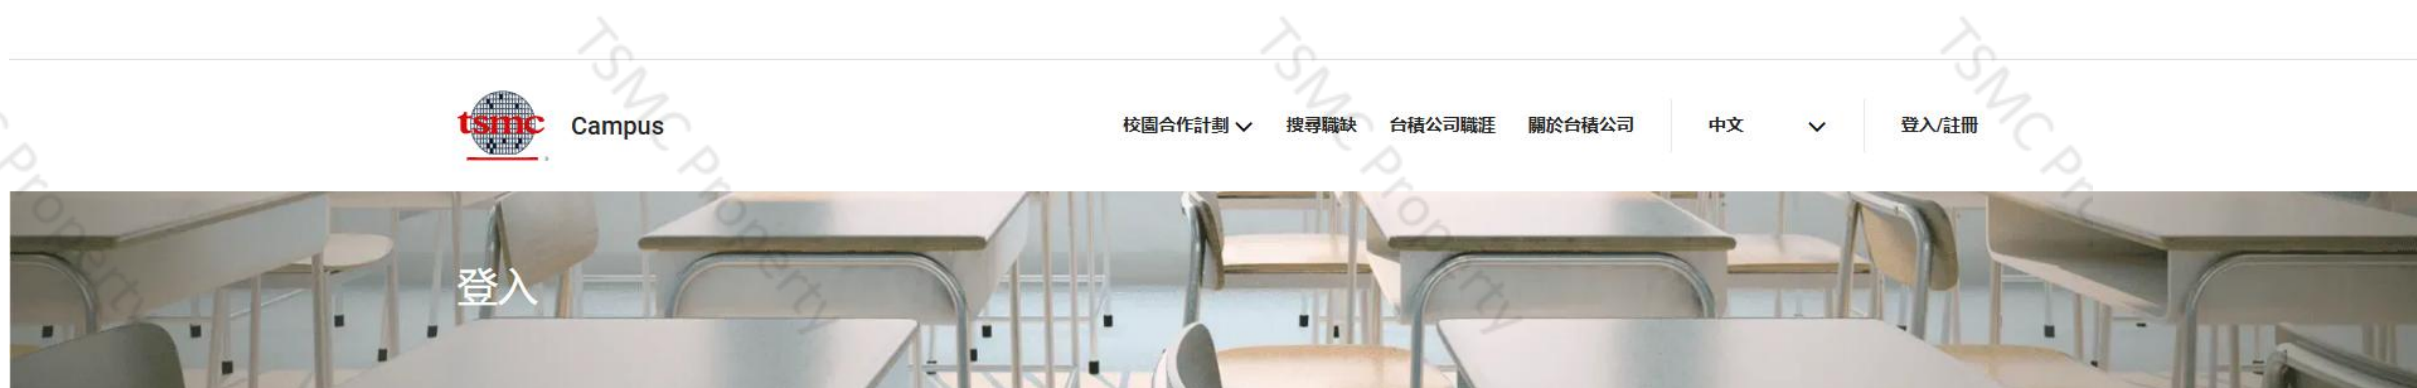 TSMC Property TSMC Property TSMC Property TSMC Property
tsmc Campus 校園合作計劃 搜尋職缺 台積公司職涯 關於台積公司 中文 登入/註冊
登入